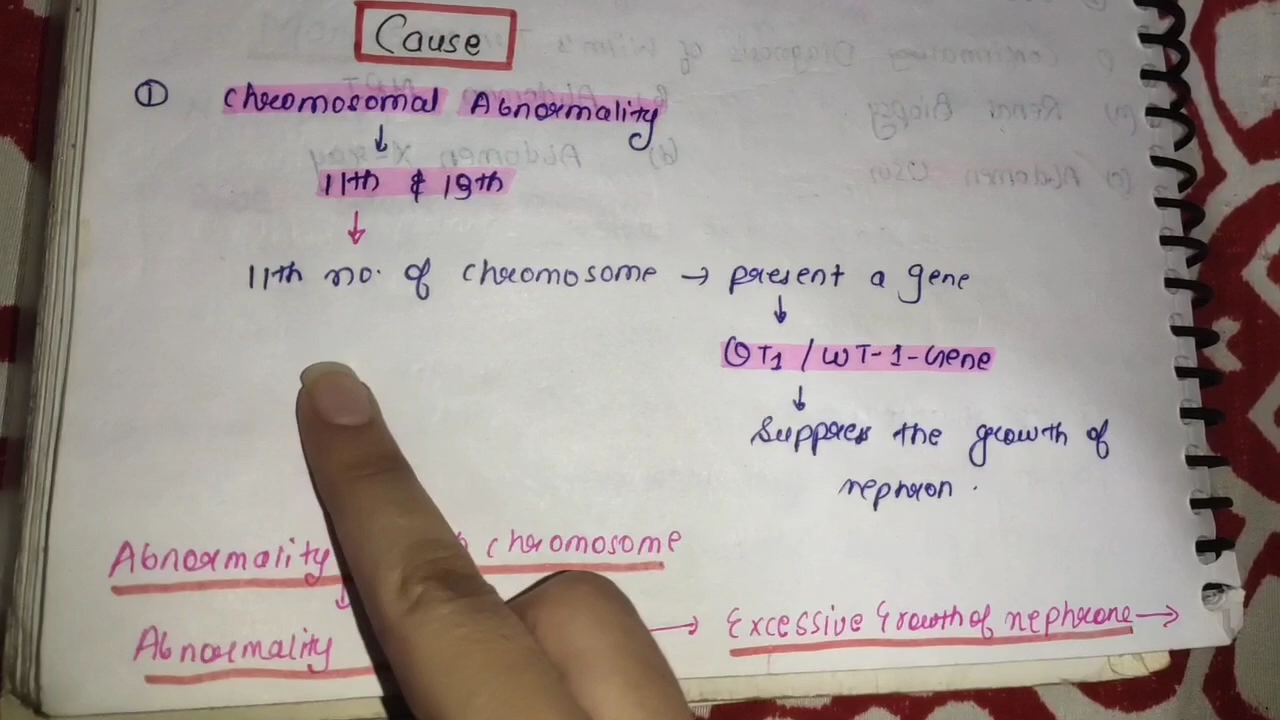 Cause
① Chromosomal Abnormality
↓
11th & 19th
↓
11th no. of chromosome → present a gene
↓
WT1 / WT-1-Gene
↓
Suppress the growth of
nephron.
Abnormality chromosome
↓
Abnormality → Excessive Growth of nephrone →